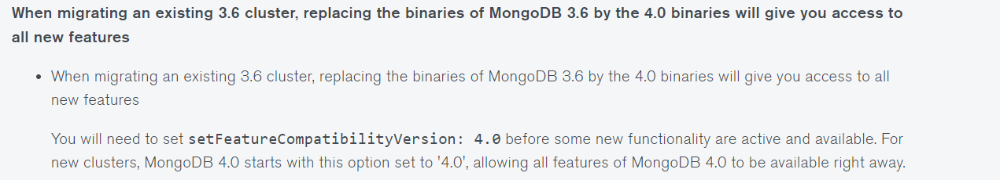 When migrating an existing 3.6 cluster, replacing the binaries of MongoDB 3.6 by the 4.0 binaries will give you access to
all new features
• When migrating an existing 3.6 cluster, replacing the binaries of MongoDB 3.6 by the 4.0 binaries will give you access to all
new features
You will need to set setFeatureCompatibilityVersion: 4.0 before some new functionality are active and available. For
new clusters, MongoDB 4.0 starts with this option set to '4.0', allowing all features of MongoDB 4.0 to be available right away.